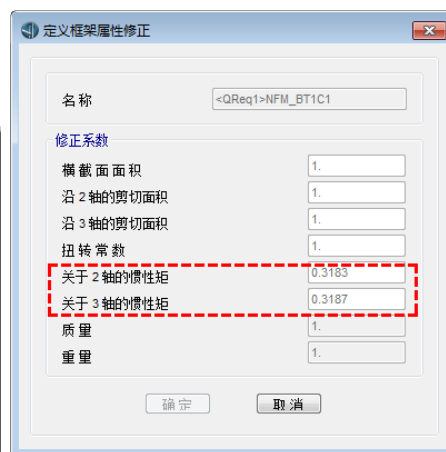 定义框架属性修正
名称 <QReq1>NFM_BT1C1
修正系数
横截面面积 1.
沿 2 轴的剪切面积 1.
沿 3 轴的剪切面积 1.
扭转常数 1.
关于 2 轴的惯性矩 0.3183
关于 3 轴的惯性矩 0.3187
质量 1.
重量 1.
确定 取消